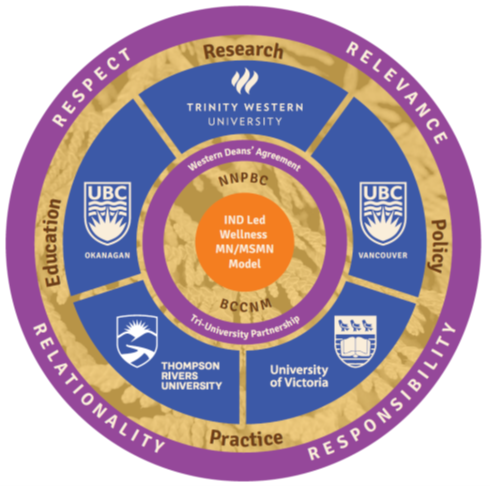 RESPECT
RELEVANCE
Research
TRINITY WESTERN
UNIVERSITY
Western Deans' Agreement
NNPBC
UBC
OKANAGAN
UBC
VANCOUVER
Education
Policy
IND Led
Wellness
MN/MSMN
Model
BCCNM
Tri-University Partnership
THOMPSON
RIVERS
UNIVERSITY
University
of Victoria
Practice
RELATIONALITY
RESPONSIBILITY